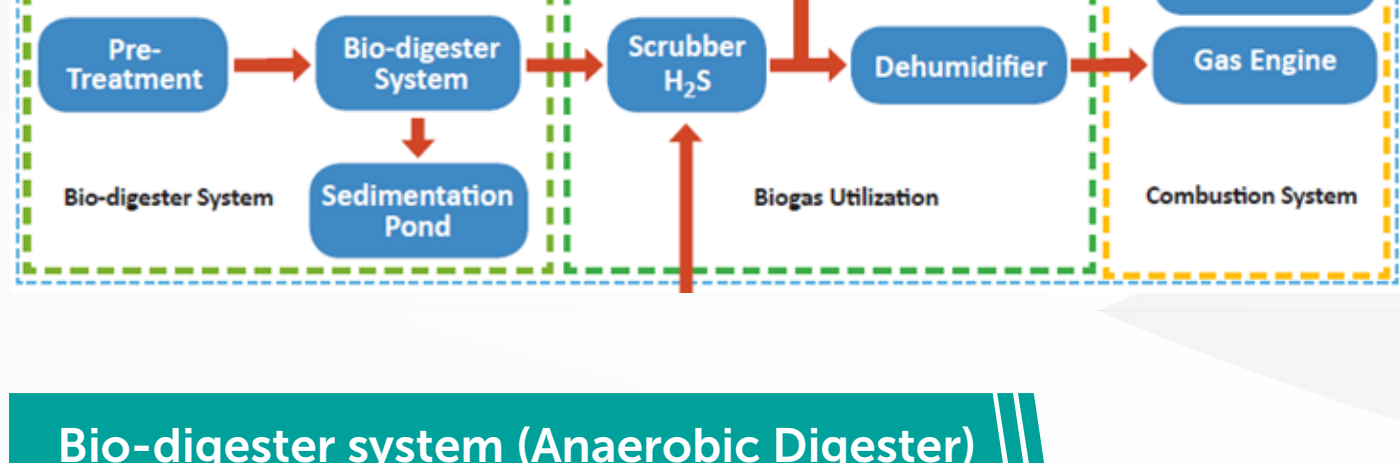 Pre-
Treatment
Bio-digester
System
Scrubber
H₂S
Dehumidifier
Gas Engine
Sedimentation
Pond
Bio-digester System
Biogas Utilization
Combustion System
Bio-digester system (Anaerobic Digester)